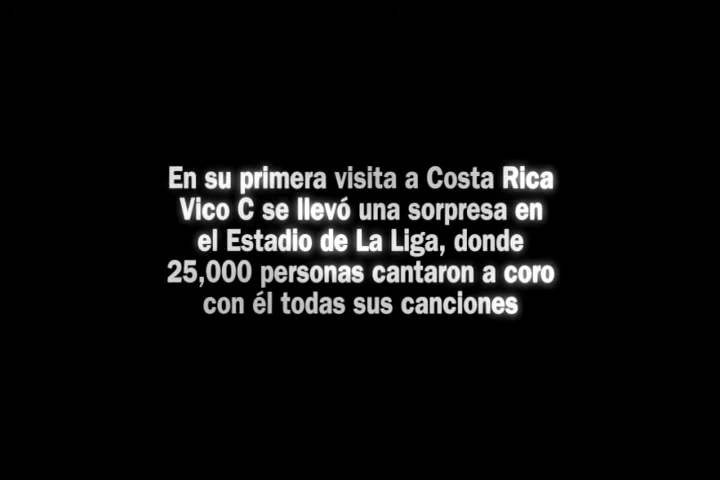 En su primera visita a Costa Rica
Vico C se llevó una sorpresa en
el Estadio de La Liga, donde
25,000 personas cantaron a coro
con él todas sus canciones